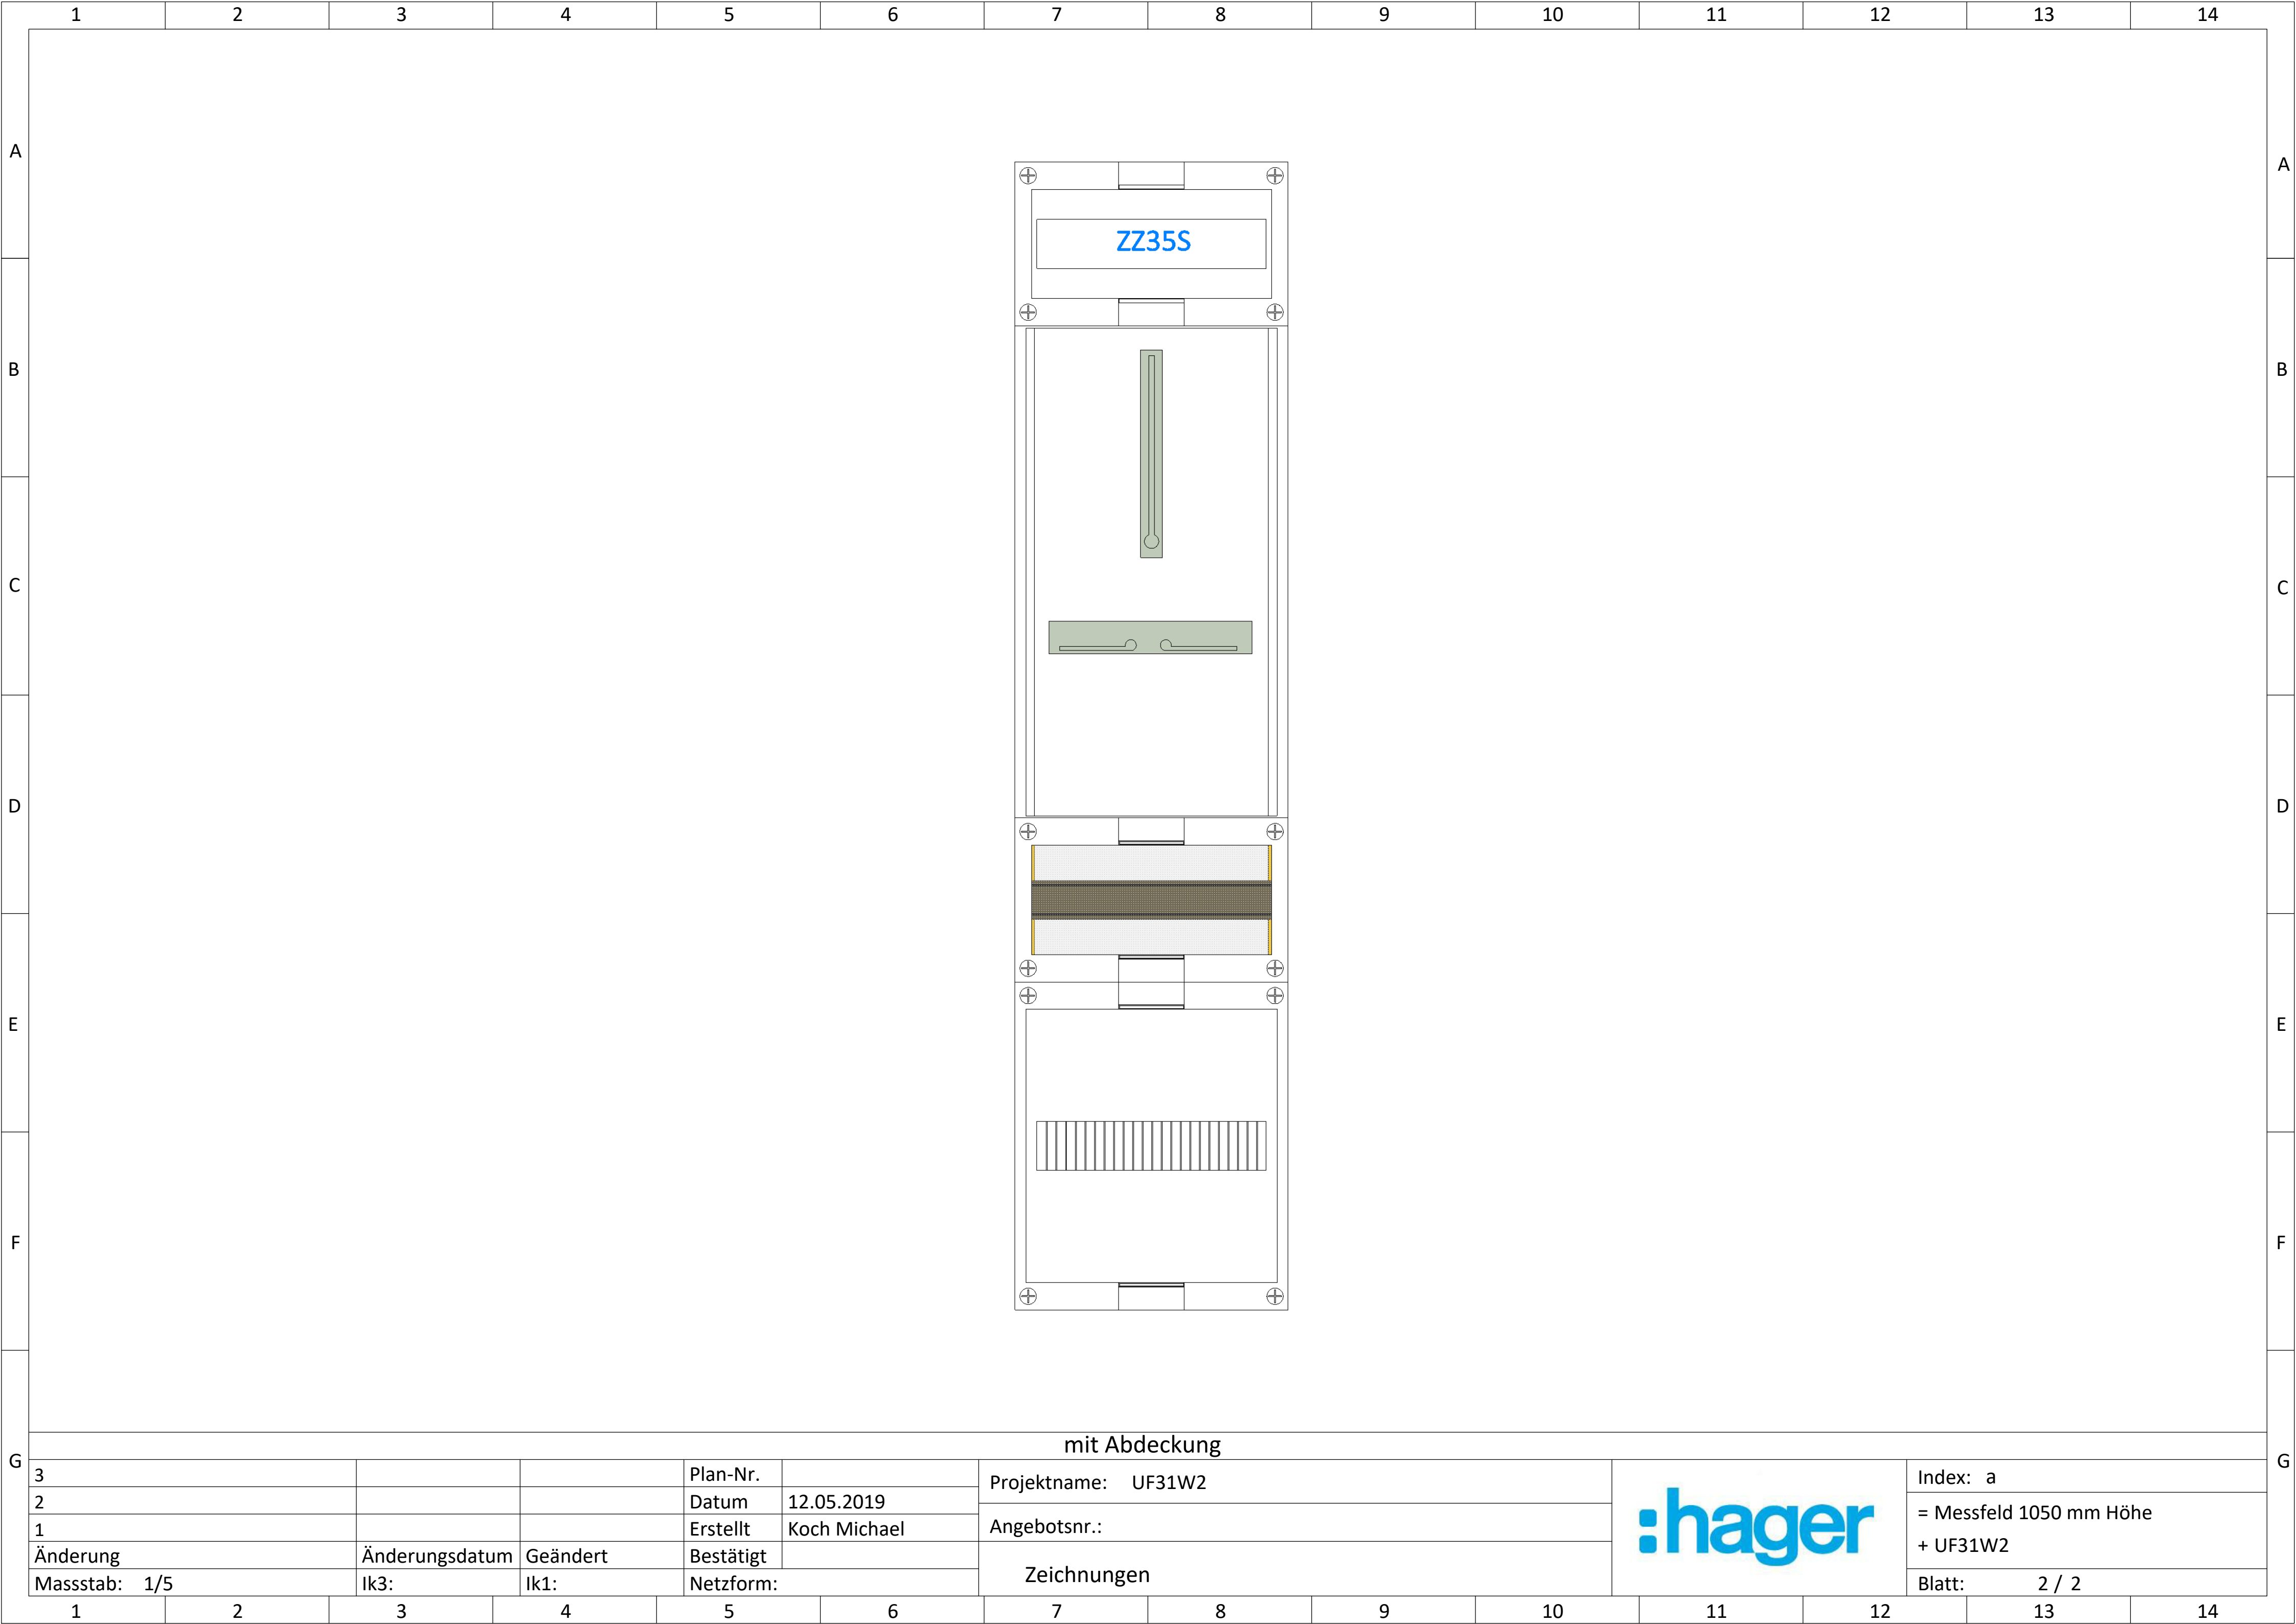 1 2 3 4 5 6 7 8 9 10 11 12 13 14
A A
ZZ35S
B B
C C
D D
E E
F F
mit Abdeckung
G G
3 Plan-Nr. Projektname: UF31W2 Index: a
2 Datum 12.05.2019 = Messfeld 1050 mm Höhe
1 Erstellt Koch Michael Angebotsnr.: :hager + UF31W2
Änderung Änderungsdatum Geändert Bestätigt Zeichnungen
Massstab: 1/5 Ik3: Ik1: Netzform: Blatt: 2 / 2
1 2 3 4 5 6 7 8 9 10 11 12 13 14